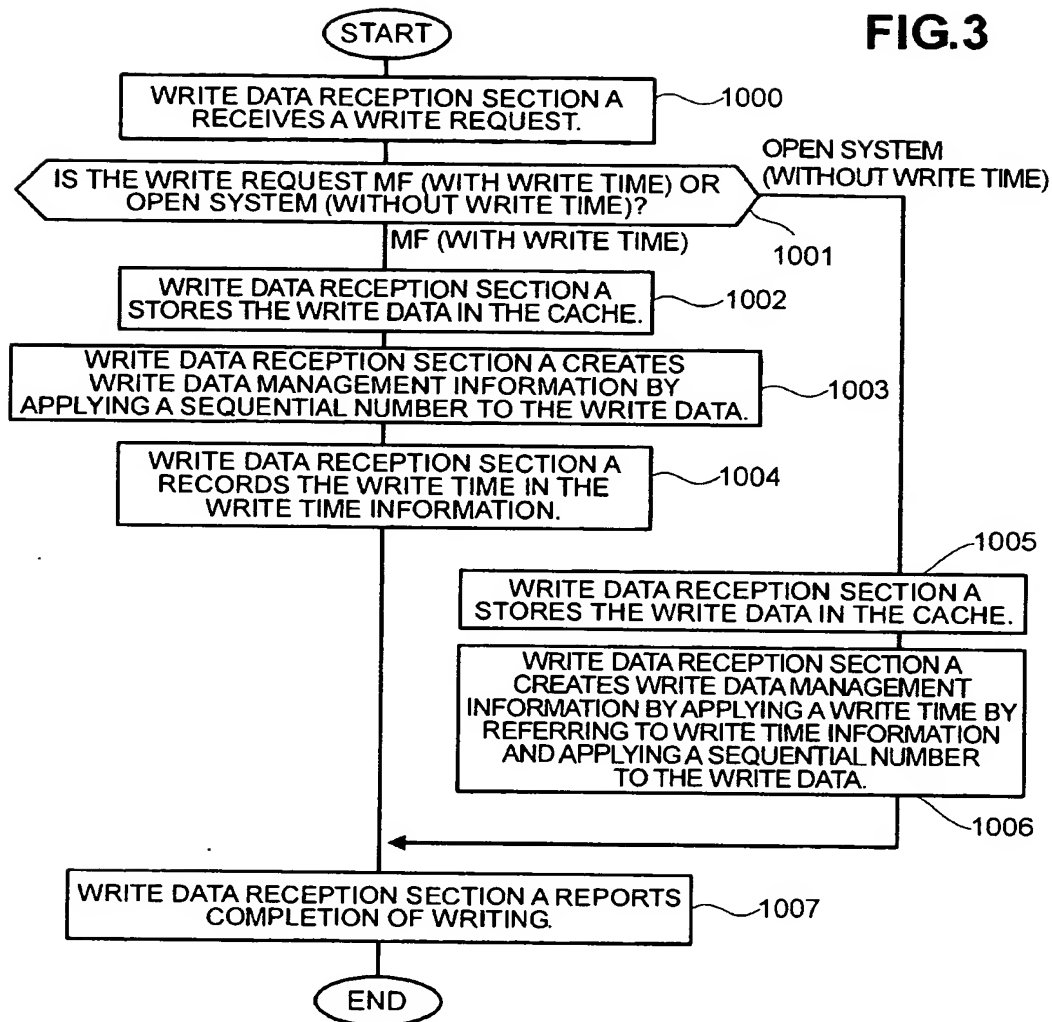 FIG.3
START
WRITE DATA RECEPTION SECTION A
RECEIVES A WRITE REQUEST.
1000
IS THE WRITE REQUEST MF (WITH WRITE TIME) OR
OPEN SYSTEM (WITHOUT WRITE TIME)?
1001
OPEN SYSTEM
(WITHOUT WRITE TIME)
MF (WITH WRITE TIME)
WRITE DATA RECEPTION SECTION A
STORES THE WRITE DATA IN THE CACHE.
1002
WRITE DATA RECEPTION SECTION A CREATES
WRITE DATA MANAGEMENT INFORMATION BY
APPLYING A SEQUENTIAL NUMBER TO THE WRITE DATA.
1003
WRITE DATA RECEPTION SECTION A
RECORDS THE WRITE TIME IN THE
WRITE TIME INFORMATION.
1004
1005
WRITE DATA RECEPTION SECTION A
STORES THE WRITE DATA IN THE CACHE.
WRITE DATA RECEPTION SECTION A
CREATES WRITE DATA MANAGEMENT
INFORMATION BY APPLYING A WRITE TIME BY
REFERRING TO WRITE TIME INFORMATION
AND APPLYING A SEQUENTIAL NUMBER
TO THE WRITE DATA.
1006
WRITE DATA RECEPTION SECTION A REPORTS
COMPLETION OF WRITING.
1007
END